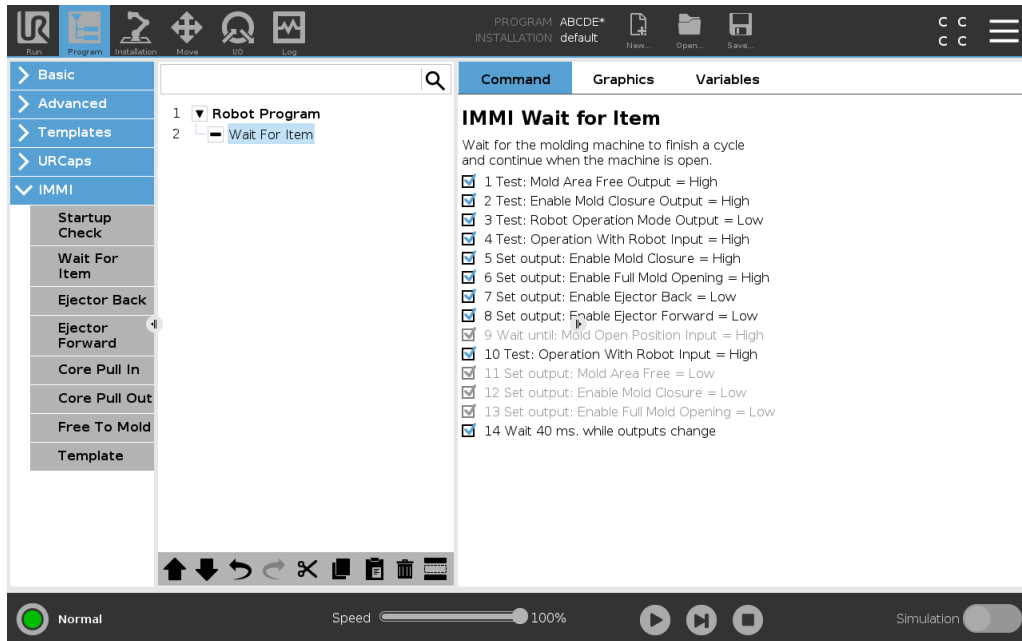 UR
Run
Program
Installation
Move
I/O
Log
PROGRAM ABCDE*
INSTALLATION default
New...
Open...
Save...
C C
C C
Basic
Advanced
Templates
URCaps
IMMI
Startup
Check
Wait For
Item
Ejector Back
Ejector
Forward
Core Pull In
Core Pull Out
Free To Mold
Template
1 Robot Program
2 Wait For Item
Command Graphics Variables
IMMI Wait for Item
Wait for the molding machine to finish a cycle
and continue when the machine is open.
1 Test: Mold Area Free Output = High
2 Test: Enable Mold Closure Output = High
3 Test: Robot Operation Mode Output = Low
4 Test: Operation With Robot Input = High
5 Set output: Enable Mold Closure = High
6 Set output: Enable Full Mold Opening = High
7 Set output: Enable Ejector Back = Low
8 Set output: Enable Ejector Forward = Low
9 Wait until: Mold Open Position Input = High
10 Test: Operation With Robot Input = High
11 Set output: Mold Area Free = Low
12 Set output: Enable Mold Closure = Low
13 Set output: Enable Full Mold Opening = Low
14 Wait 40 ms. while outputs change
Normal
Speed 100%
Simulation